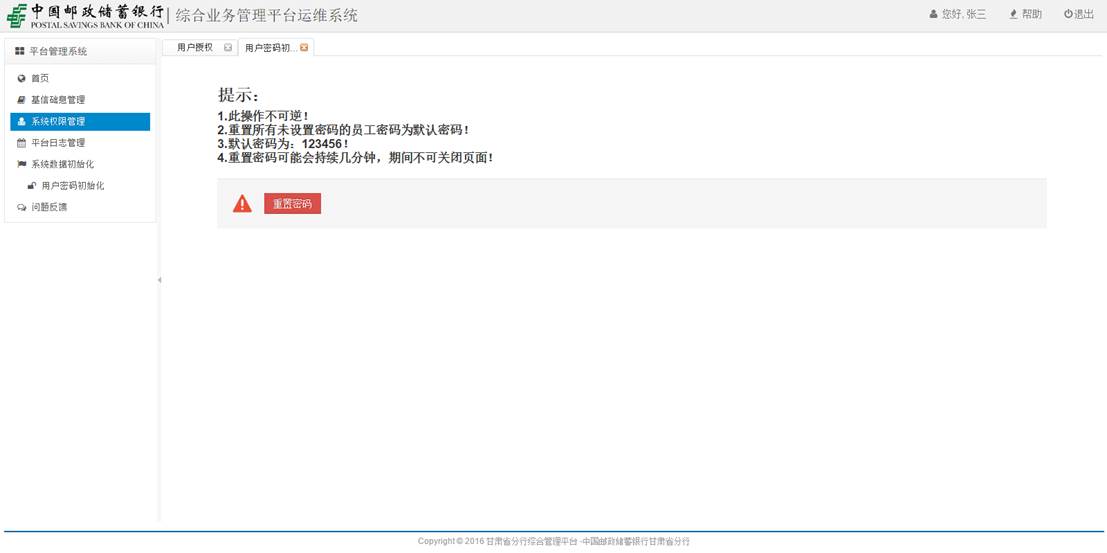 中国邮政储蓄银行
POSTAL SAVINGS BANK OF CHINA
综合业务管理平台运维系统
您好, 张三
帮助
退出
平台管理系统
首页
基信础息管理
系统权限管理
平台日志管理
系统数据初始化
用户密码初始化
问题反馈
用户授权
用户密码初...
提示：
1.此操作不可逆！
2.重置所有未设置密码的员工密码为默认密码！
3.默认密码为：123456！
4.重置密码可能会持续几分钟，期间不可关闭页面！
重置密码
Copyright © 2016 甘肃省分行综合管理平台 -中国邮政储蓄银行甘肃省分行